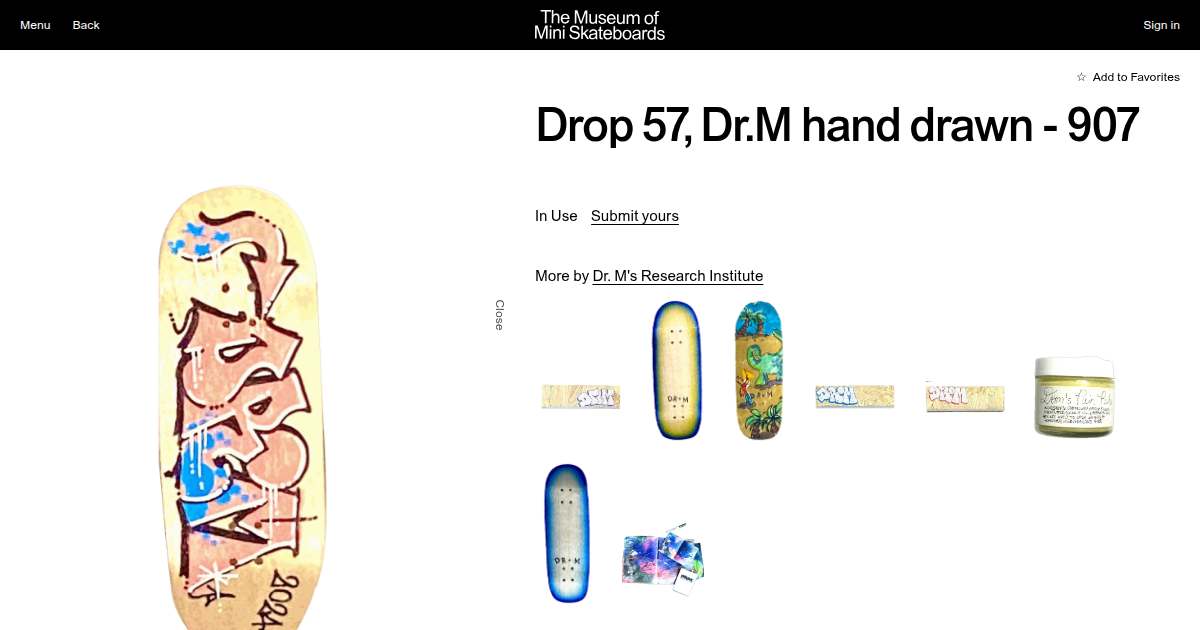 Menu
Back
The Museum of
Mini Skateboards
Sign in
☆ Add to Favorites
Drop 57, Dr.M hand drawn - 907
In Use
Submit yours
More by Dr. M's Research Institute
Close
DR•M
DR•M
2024